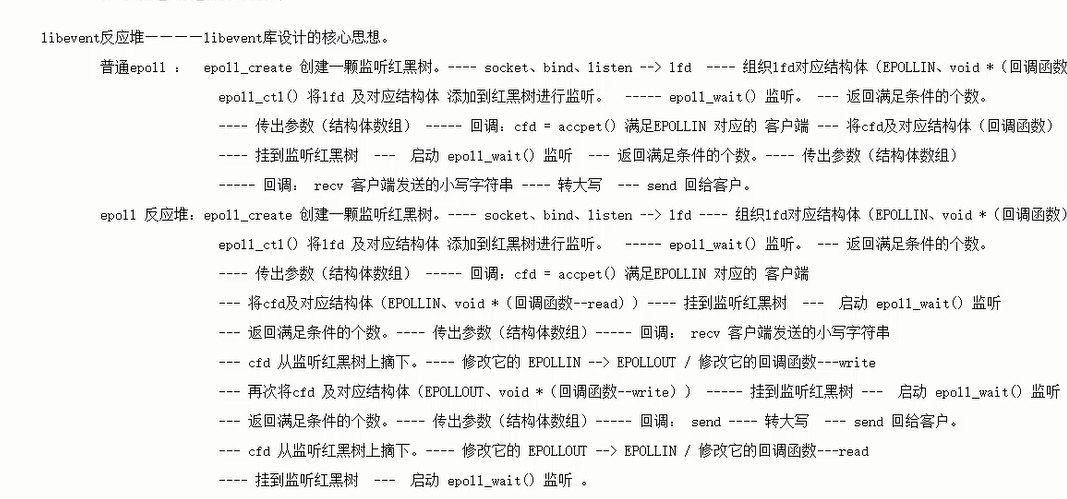 libevent反应堆————libevent库设计的核心思想。
普通epoll ： epoll_create 创建一颗监听红黑树。---- socket、bind、listen --> lfd ---- 组织lfd对应结构体（EPOLLIN、void *（回调函数
epoll_ctl() 将lfd 及对应结构体 添加到红黑树进行监听。 ----- epoll_wait() 监听。 --- 返回满足条件的个数。
---- 传出参数（结构体数组） ----- 回调：cfd = accpet() 满足EPOLLIN 对应的 客户端 --- 将cfd及对应结构体（回调函数）
---- 挂到监听红黑树 --- 启动 epoll_wait() 监听 --- 返回满足条件的个数。---- 传出参数（结构体数组）
----- 回调： recv 客户端发送的小写字符串 ---- 转大写 --- send 回给客户。
epoll 反应堆：epoll_create 创建一颗监听红黑树。---- socket、bind、listen --> lfd ---- 组织lfd对应结构体（EPOLLIN、void *（回调函数）
epoll_ctl() 将lfd 及对应结构体 添加到红黑树进行监听。 ----- epoll_wait() 监听。 --- 返回满足条件的个数。
---- 传出参数（结构体数组） ----- 回调：cfd = accpet() 满足EPOLLIN 对应的 客户端
--- 将cfd及对应结构体（EPOLLIN、void *（回调函数--read））---- 挂到监听红黑树 --- 启动 epoll_wait() 监听
--- 返回满足条件的个数。---- 传出参数（结构体数组）----- 回调： recv 客户端发送的小写字符串
--- cfd 从监听红黑树上摘下。---- 修改它的 EPOLLIN --> EPOLLOUT / 修改它的回调函数---write
--- 再次将cfd 及对应结构体（EPOLLOUT、void *（回调函数--write）） ----- 挂到监听红黑树 --- 启动 epoll_wait() 监听
--- 返回满足条件的个数。---- 传出参数（结构体数组）----- 回调： send ---- 转大写 --- send 回给客户。
--- cfd 从监听红黑树上摘下。---- 修改它的 EPOLLOUT --> EPOLLIN / 修改它的回调函数---read
---- 挂到监听红黑树 --- 启动 epoll_wait() 监听 。